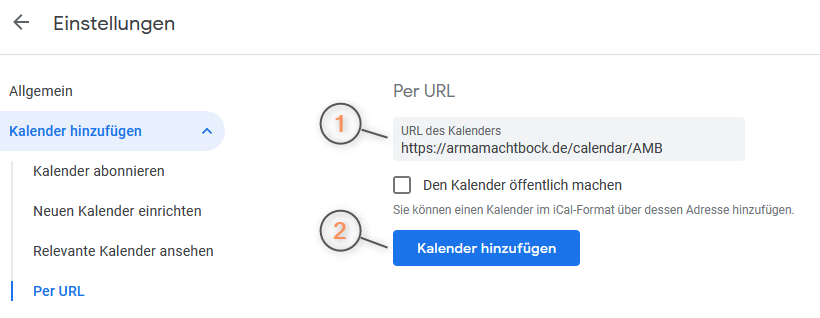 Einstellungen
Allgemein
Kalender hinzufügen
Kalender abonnieren
Neuen Kalender einrichten
Relevante Kalender ansehen
Per URL
Per URL
1
URL des Kalenders
https://armamachtbock.de/calendar/AMB
Den Kalender öffentlich machen
Sie können einen Kalender im iCal-Format über dessen Adresse hinzufügen.
2
Kalender hinzufügen